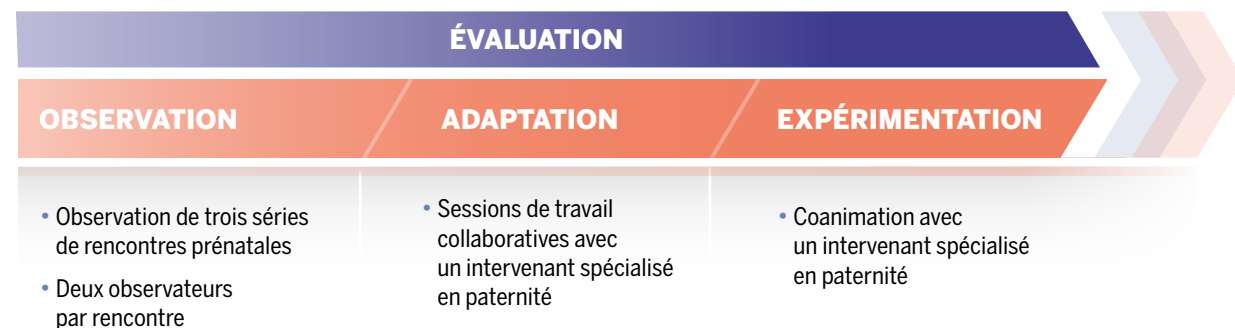 ÉVALUATION
OBSERVATION
ADAPTATION
EXPÉRIMENTATION
• Observation de trois séries
de rencontres prénatales
• Deux observateurs
par rencontre
• Sessions de travail
collaboratives avec
un intervenant spécialisé
en paternité
• Coanimation avec
un intervenant spécialisé
en paternité